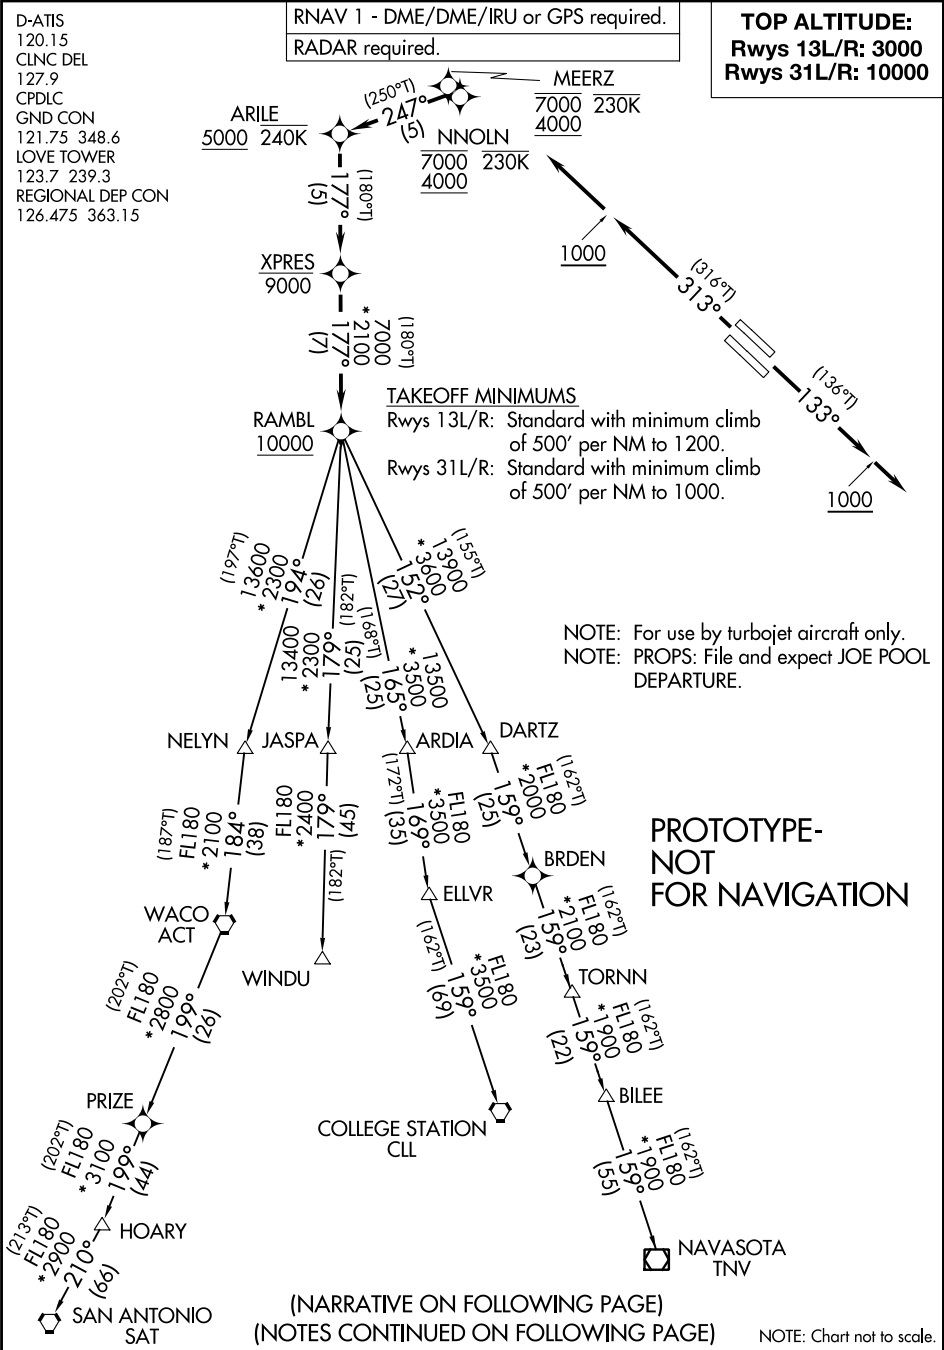 D-ATIS
120.15
CLNC DEL
127.9
CPDLC
GND CON
121.75 348.6
LOVE TOWER
123.7 239.3
REGIONAL DEP CON
126.475 363.15
RNAV 1 - DME/DME/IRU or GPS required.
RADAR required.
TOP ALTITUDE:
Rwys 13L/R: 3000
Rwys 31L/R: 10000
MEERZ
7000 230K
4000
NNOLN
7000 230K
4000
(250°T)
247°
(5)
ARILE
5000 240K
(180°T)
177°
(5)
XPRES
9000
(180°T)
7000
*2100
177°
(7)
RAMBL
10000
1000
(316°T)
313°
(136°T)
133°
1000
TAKEOFF MINIMUMS
Rwys 13L/R: Standard with minimum climb
of 500' per NM to 1200.
Rwys 31L/R: Standard with minimum climb
of 500' per NM to 1000.
(197°T)
13600
*2300
194°
(26)
13400
*2300
179°
(182°T)
(25)
(168°T)
13500
*3500
165°
(25)
(155°T)
13900
*3600
152°
(27)
NOTE: For use by turbojet aircraft only.
NOTE: PROPS: File and expect JOE POOL
DEPARTURE.
NELYN
JASPA
ARDIA
DARTZ
(187°T)
FL180
*2100
184°
(38)
FL180
*2400
179°
(45)
(182°T)
(172°T)
FL180
*3500
169°
(35)
(162°T)
FL180
*2000
159°
(25)
PROTOTYPE-
NOT
FOR NAVIGATION
BRDEN
ELLVR
WACO
ACT
WINDU
(162°T)
FL180
*2100
159°
(23)
(162°T)
FL180
*3500
159°
(69)
TORNN
(202°T)
FL180
*2800
199°
(26)
(162°T)
FL180
*1900
159°
(22)
BILEE
PRIZE
COLLEGE STATION
CLL
(202°T)
FL180
*3100
199°
(44)
(162°T)
FL180
*1900
159°
(55)
HOARY
(213°T)
FL180
*2900
210°
(66)
NAVASOTA
TNV
SAN ANTONIO
SAT
(NARRATIVE ON FOLLOWING PAGE)
(NOTES CONTINUED ON FOLLOWING PAGE)
NOTE: Chart not to scale.